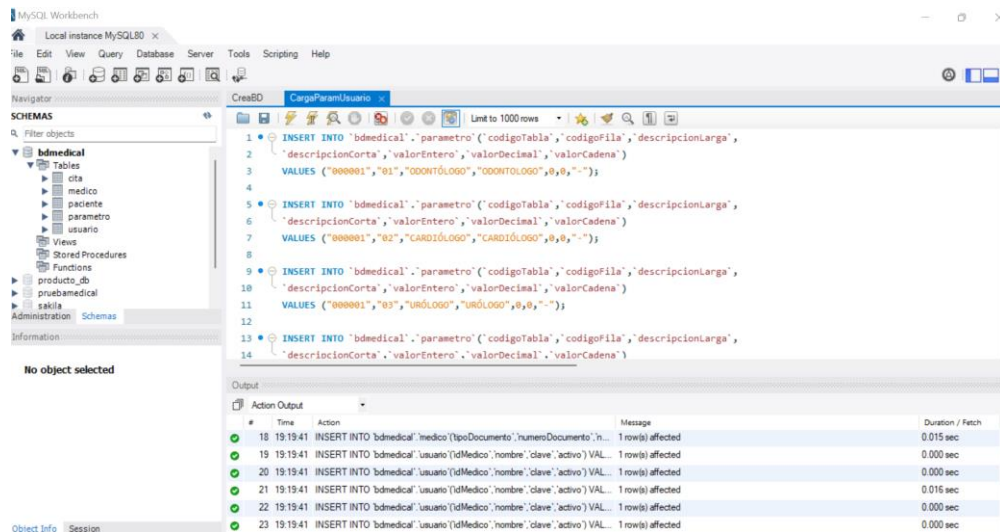 MySQL Workbench
Local instance MySQL80 ×
File Edit View Query Database Server Tools Scripting Help
Navigator
SCHEMAS
Filter objects
bdmedical
Tables
cita
medico
paciente
parametro
usuario
Views
Stored Procedures
Functions
producto_db
pruebamedical
sakila
Administration Schemas
Information
No object selected
Object Info Session
CreaBD CargaParamUsuario ×
Limit to 1000 rows
1 INSERT INTO `bdmedical`.`parametro`(`codigoTabla`,`codigoFila`,`descripcionLarga`,
2 `descripcionCorta`,`valorEntero`,`valorDecimal`,`valorCadena`)
3 VALUES ("000001","01","ODONTÓLOGO","ODONTOLOGO",0,0,"-");
4
5 INSERT INTO `bdmedical`.`parametro`(`codigoTabla`,`codigoFila`,`descripcionLarga`,
6 `descripcionCorta`,`valorEntero`,`valorDecimal`,`valorCadena`)
7 VALUES ("000001","02","CARDIÓLOGO","CARDIÓLOGO",0,0,"-");
8
9 INSERT INTO `bdmedical`.`parametro`(`codigoTabla`,`codigoFila`,`descripcionLarga`,
10 `descripcionCorta`,`valorEntero`,`valorDecimal`,`valorCadena`)
11 VALUES ("000001","03","URÓLOGO","URÓLOGO",0,0,"-");
12
13 INSERT INTO `bdmedical`.`parametro`(`codigoTabla`,`codigoFila`,`descripcionLarga`,
14 `descripcionCorta`,`valorEntero`,`valorDecimal`,`valorCadena`)
Output
Action Output
# Time Action Message Duration / Fetch
18 19:19:41 INSERT INTO `bdmedical`.`medico`(`tipoDocumento`,`numeroDocumento`,`n... 1 row(s) affected 0.015 sec
19 19:19:41 INSERT INTO `bdmedical`.`usuario`(`idMedico`,`nombre`,`clave`,`activo`) VAL... 1 row(s) affected 0.000 sec
20 19:19:41 INSERT INTO `bdmedical`.`usuario`(`idMedico`,`nombre`,`clave`,`activo`) VAL... 1 row(s) affected 0.000 sec
21 19:19:41 INSERT INTO `bdmedical`.`usuario`(`idMedico`,`nombre`,`clave`,`activo`) VAL... 1 row(s) affected 0.016 sec
22 19:19:41 INSERT INTO `bdmedical`.`usuario`(`idMedico`,`nombre`,`clave`,`activo`) VAL... 1 row(s) affected 0.000 sec
23 19:19:41 INSERT INTO `bdmedical`.`usuario`(`idMedico`,`nombre`,`clave`,`activo`) VAL... 1 row(s) affected 0.000 sec